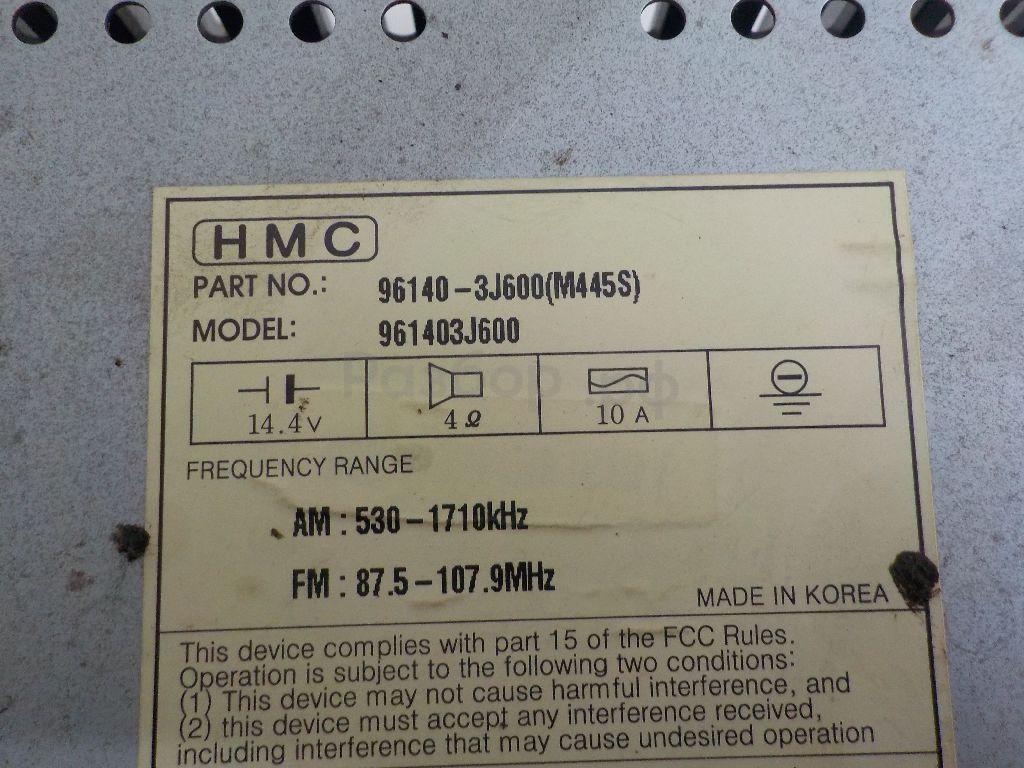 HMC
PART NO.: 96140-3J600(M445S)
MODEL: 961403J600
14.4V 4Ω 10 A
Разбор.рф
FREQUENCY RANGE
AM : 530-1710kHz
FM : 87.5-107.9MHz
MADE IN KOREA
This device complies with part 15 of the FCC Rules.
Operation is subject to the following two conditions:
(1) This device may not cause harmful interference, and
(2) this device must accept any interference received,
including interference that may cause undesired operation